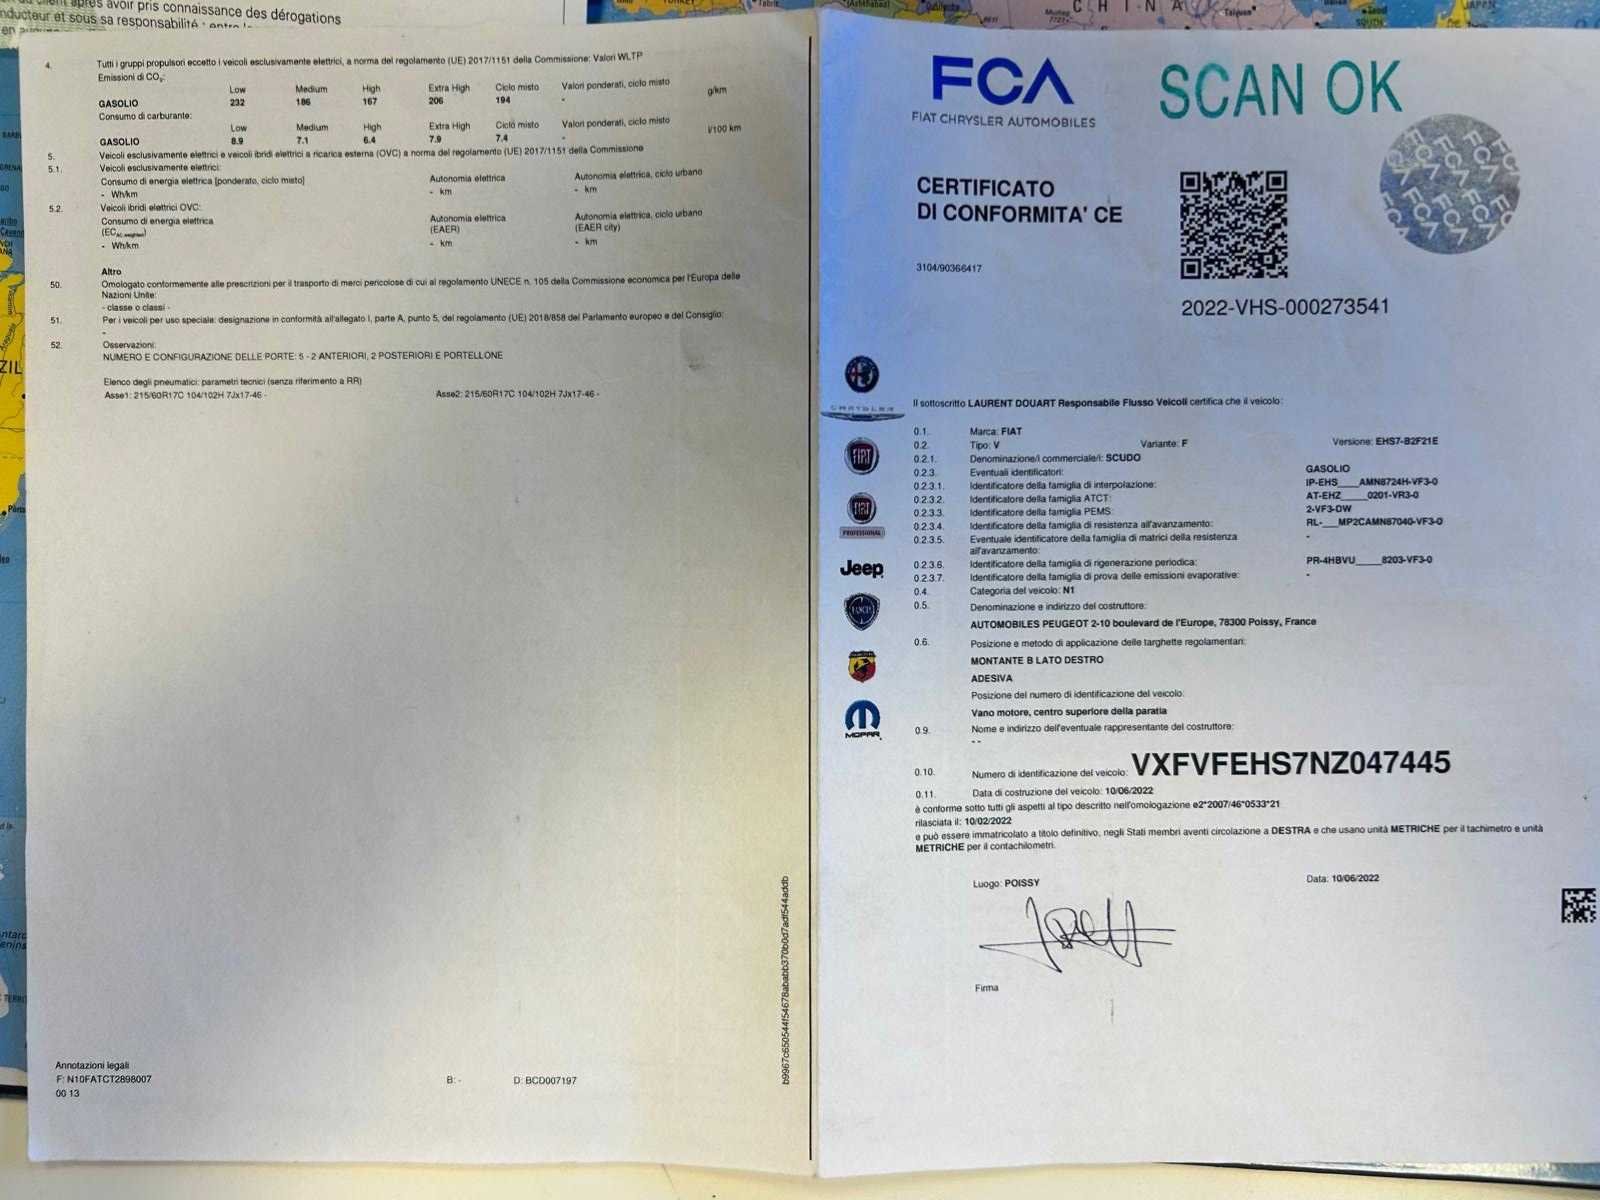 après avoir pris connaissance des dérogations
nducteur et sous sa responsabilité :
4. Tutti i gruppi propulsori eccetto i veicoli esclusivamente elettrici, a norma del regolamento (UE) 2017/1151 della Commissione: Valori WLTP
Emissioni di CO₂:
Low Medium High Extra High Ciclo misto Valori ponderati, ciclo misto
GASOLIO 232 186 167 206 194 - g/km
Consumo di carburante:
Low Medium High Extra High Ciclo misto Valori ponderati, ciclo misto
GASOLIO 8.9 7.1 6.4 7.9 7.4 - l/100 km
5. Veicoli esclusivamente elettrici e veicoli ibridi elettrici a ricarica esterna (OVC) a norma del regolamento (UE) 2017/1151 della Commissione
5.1. Veicoli esclusivamente elettrici:
Consumo di energia elettrica [ponderato, ciclo misto] Autonomia elettrica Autonomia elettrica, ciclo urbano
- Wh/km - km - km
5.2. Veicoli ibridi elettrici OVC:
Consumo di energia elettrica Autonomia elettrica Autonomia elettrica, ciclo urbano
(EC AC, weighted) (EAER) (EAER city)
- Wh/km - km - km
Altro
50. Omologato conformemente alle prescrizioni per il trasporto di merci pericolose di cui al regolamento UNECE n. 105 della Commissione economica per l'Europa delle
Nazioni Unite:
- classe o classi -
51. Per i veicoli per uso speciale: designazione in conformità all'allegato I, parte A, punto 5, del regolamento (UE) 2018/858 del Parlamento europeo e del Consiglio:
-
52. Osservazioni:
NUMERO E CONFIGURAZIONE DELLE PORTE: 5 - 2 ANTERIORI, 2 POSTERIORI E PORTELLONE
Elenco degli pneumatici: parametri tecnici (senza riferimento a RR)
Asse1: 215/60R17C 104/102H 7Jx17-46 - Asse2: 215/60R17C 104/102H 7Jx17-46 -
Annotazioni legali
F: N10FATCT2898007 B: - D: BCD007197
00 13
FCA
FIAT CHRYSLER AUTOMOBILES
SCAN OK
CERTIFICATO
DI CONFORMITA' CE
3104/90366417
2022-VHS-000273541
CHRYSLER
FIAT
FIAT
PROFESSIONAL
Jeep
LANCIA
MOPAR
Il sottoscritto LAURENT DOUART Responsabile Flusso Veicoli certifica che il veicolo:
0.1. Marca: FIAT
0.2. Tipo: V Variante: F Versione: EHS7-B2F21E
0.2.1. Denominazione/i commerciale/i: SCUDO
0.2.3. Eventuali identificatori: GASOLIO
0.2.3.1. Identificatore della famiglia di interpolazione: IP-EHS____AMN8724H-VF3-0
0.2.3.2. Identificatore della famiglia ATCT: AT-EHZ_____0201-VR3-0
0.2.3.3. Identificatore della famiglia PEMS: 2-VF3-DW
0.2.3.4. Identificatore della famiglia di resistenza all'avanzamento: RL-___MP2CAMN87040-VF3-0
0.2.3.5. Eventuale identificatore della famiglia di matrici della resistenza all'avanzamento: -
0.2.3.6. Identificatore della famiglia di rigenerazione periodica: PR-4HBVU_____8203-VF3-0
0.2.3.7. Identificatore della famiglia di prova delle emissioni evaporative: -
0.4. Categoria del veicolo: N1
0.5. Denominazione e indirizzo del costruttore:
AUTOMOBILES PEUGEOT 2-10 boulevard de l'Europe, 78300 Poissy, France
0.6. Posizione e metodo di applicazione delle targhette regolamentari:
MONTANTE B LATO DESTRO
ADESIVA
Posizione del numero di identificazione del veicolo:
Vano motore, centro superiore della paratia
0.9. Nome e indirizzo dell'eventuale rappresentante del costruttore:
- -
0.10. Numero di identificazione del veicolo: VXFVFEHS7NZ047445
0.11. Data di costruzione del veicolo: 10/06/2022
è conforme sotto tutti gli aspetti al tipo descritto nell'omologazione e2*2007/46*0533*21
rilasciata il: 10/02/2022
e può essere immatricolato a titolo definitivo, negli Stati membri aventi circolazione a DESTRA e che usano unità METRICHE per il tachimetro e unità
METRICHE per il contachilometri.
Luogo: POISSY Data: 10/06/2022
Firma